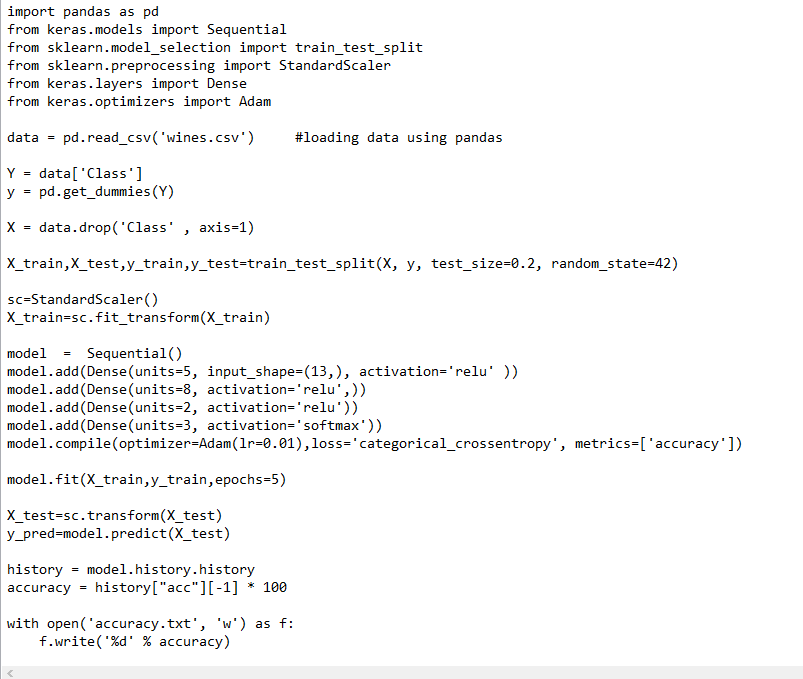 import pandas as pd
from keras.models import Sequential
from sklearn.model_selection import train_test_split
from sklearn.preprocessing import StandardScaler
from keras.layers import Dense
from keras.optimizers import Adam
data = pd.read_csv('wines.csv')     #loading data using pandas
Y = data['Class']
y = pd.get_dummies(Y)
X = data.drop('Class' , axis=1)
X_train,X_test,y_train,y_test=train_test_split(X, y, test_size=0.2, random_state=42)
sc=StandardScaler()
X_train=sc.fit_transform(X_train)
model  =  Sequential()
model.add(Dense(units=5, input_shape=(13,), activation='relu' ))
model.add(Dense(units=8, activation='relu',))
model.add(Dense(units=2, activation='relu'))
model.add(Dense(units=3, activation='softmax'))
model.compile(optimizer=Adam(lr=0.01),loss='categorical_crossentropy', metrics=['accuracy'])
model.fit(X_train,y_train,epochs=5)
X_test=sc.transform(X_test)
y_pred=model.predict(X_test)
history = model.history.history
accuracy = history["acc"][-1] * 100
with open('accuracy.txt', 'w') as f:
    f.write('%d' % accuracy)